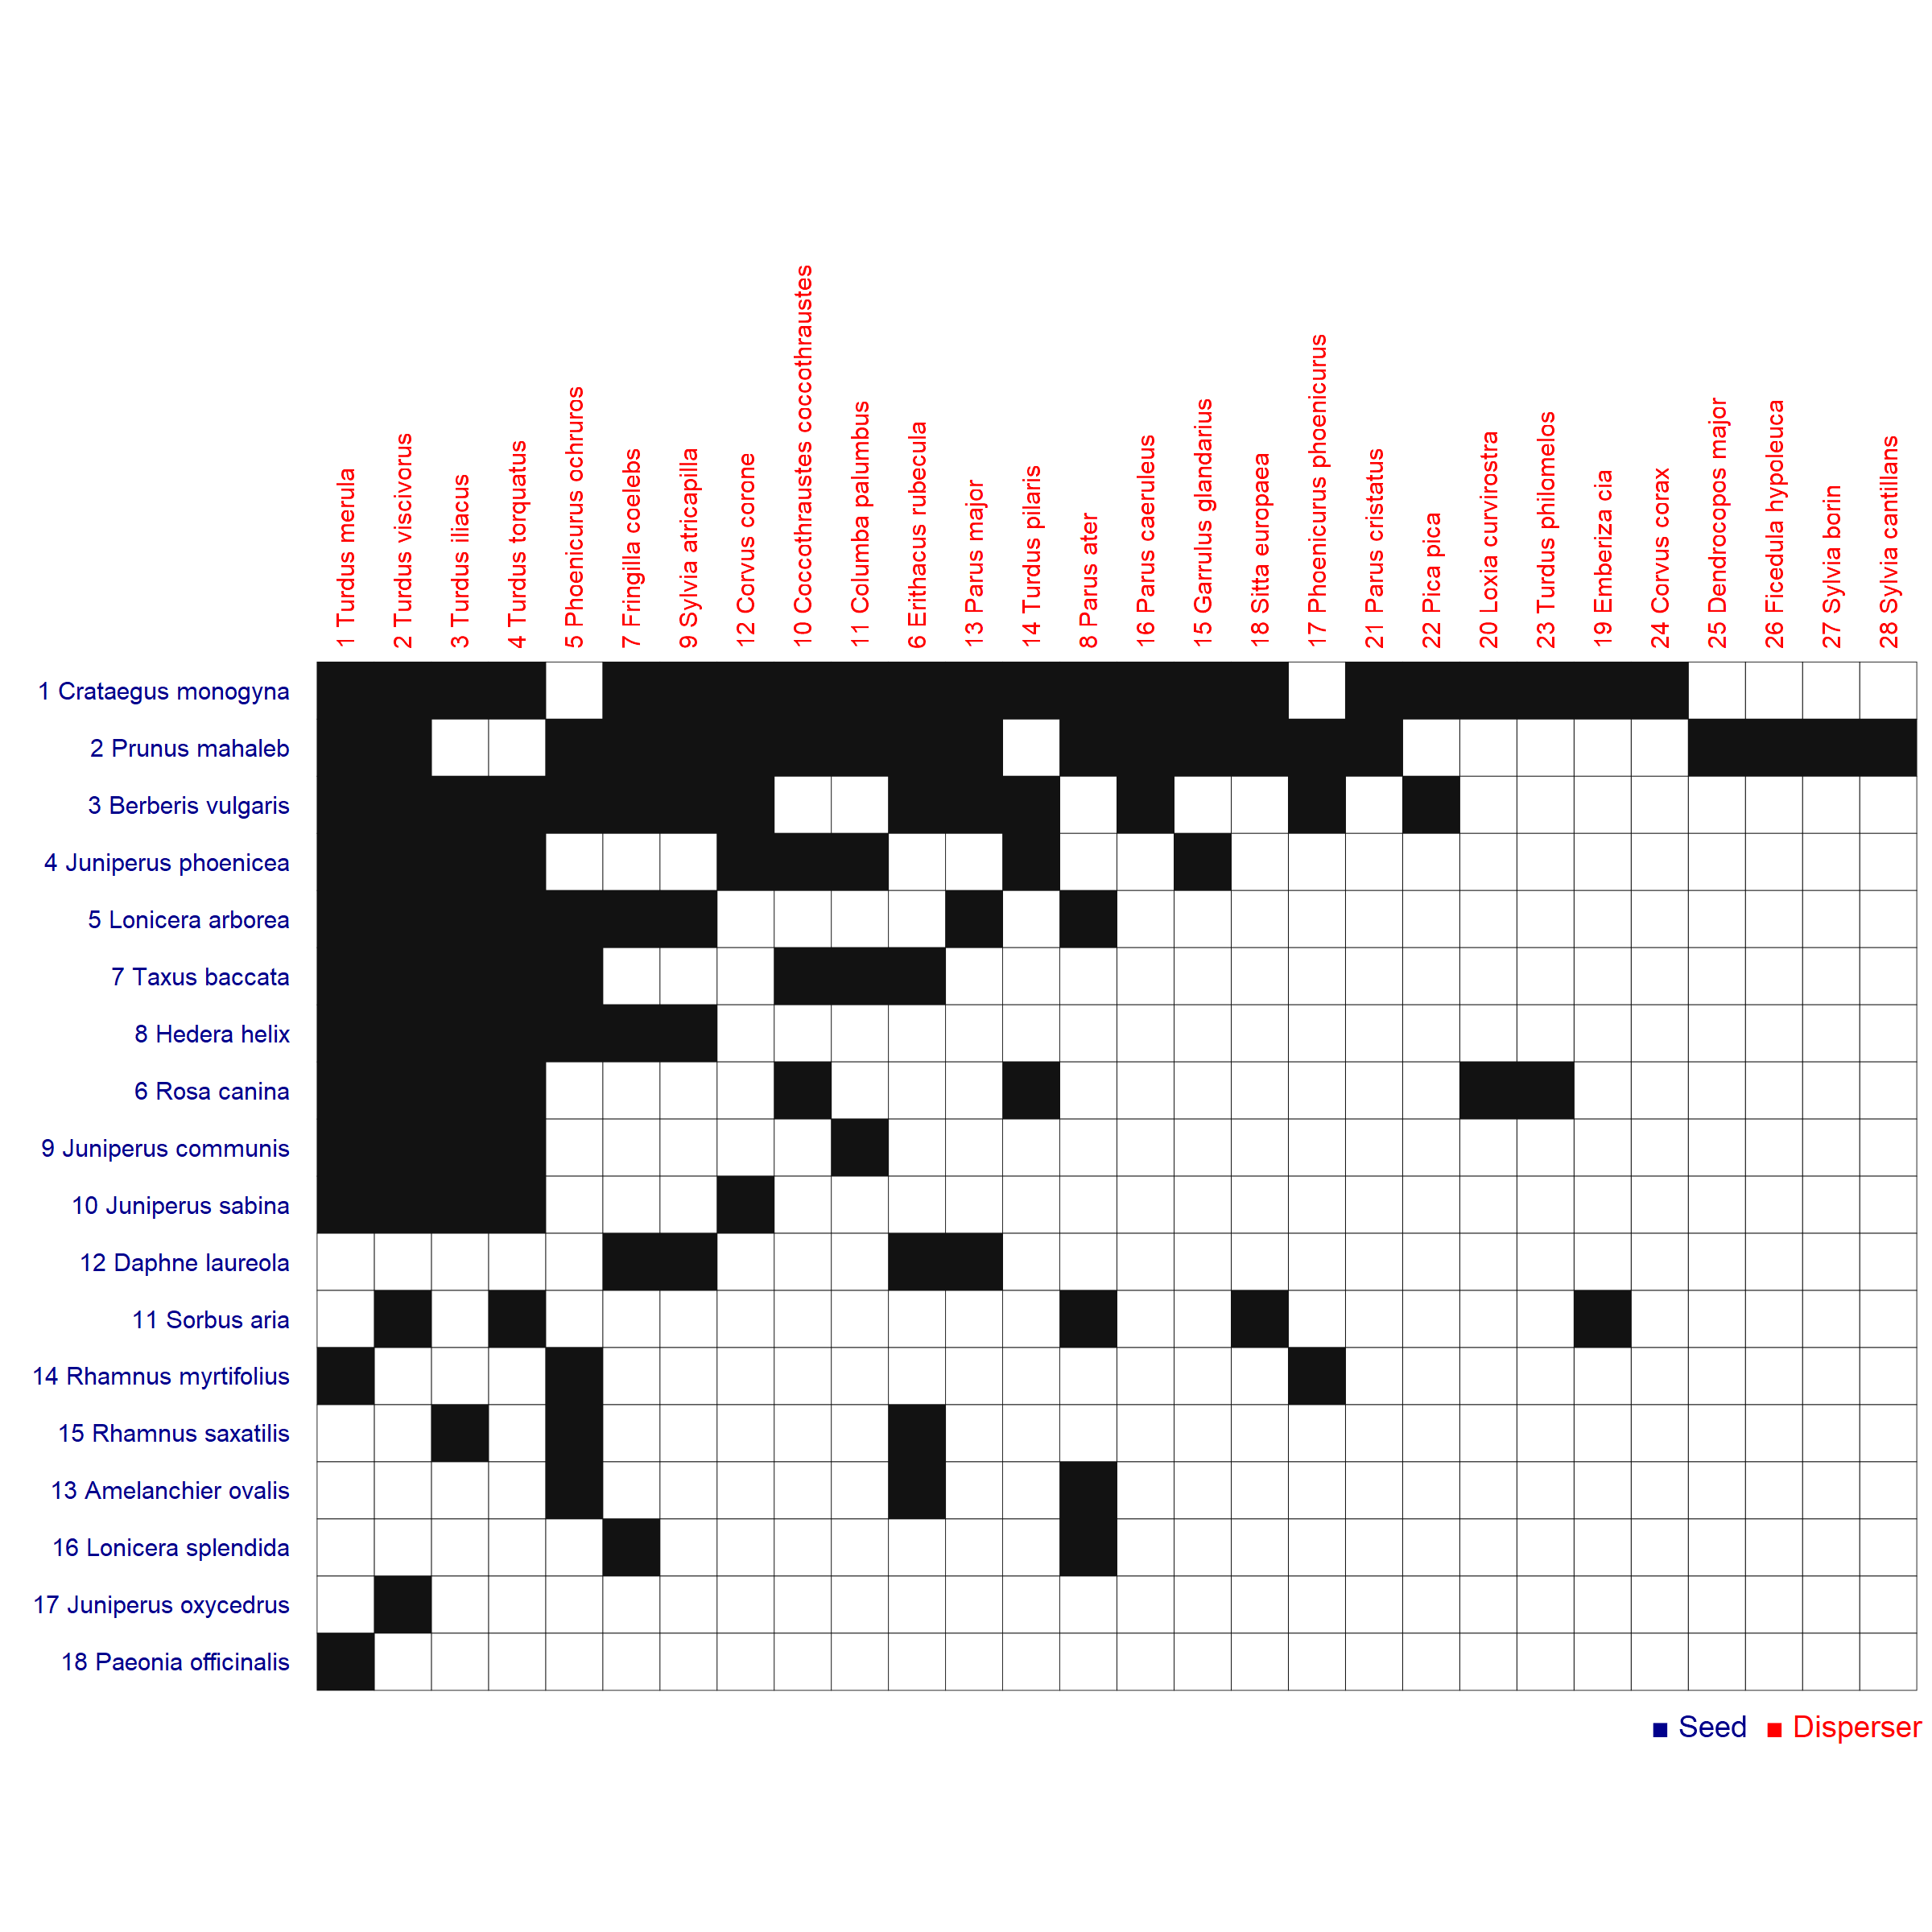 1 Turdus merula
2 Turdus viscivorus
3 Turdus iliacus
4 Turdus torquatus
5 Phoenicurus ochruros
7 Fringilla coelebs
9 Sylvia atricapilla
12 Corvus corone
10 Coccothraustes coccothraustes
11 Columba palumbus
6 Erithacus rubecula
13 Parus major
14 Turdus pilaris
8 Parus ater
16 Parus caeruleus
15 Garrulus glandarius
18 Sitta europaea
17 Phoenicurus phoenicurus
21 Parus cristatus
22 Pica pica
20 Loxia curvirostra
23 Turdus philomelos
19 Emberiza cia
24 Corvus corax
25 Dendrocopos major
26 Ficedula hypoleuca
27 Sylvia borin
28 Sylvia cantillans
1 Crataegus monogyna
2 Prunus mahaleb
3 Berberis vulgaris
4 Juniperus phoenicea
5 Lonicera arborea
7 Taxus baccata
8 Hedera helix
6 Rosa canina
9 Juniperus communis
10 Juniperus sabina
12 Daphne laureola
11 Sorbus aria
14 Rhamnus myrtifolius
15 Rhamnus saxatilis
13 Amelanchier ovalis
16 Lonicera splendida
17 Juniperus oxycedrus
18 Paeonia officinalis
Seed Disperser